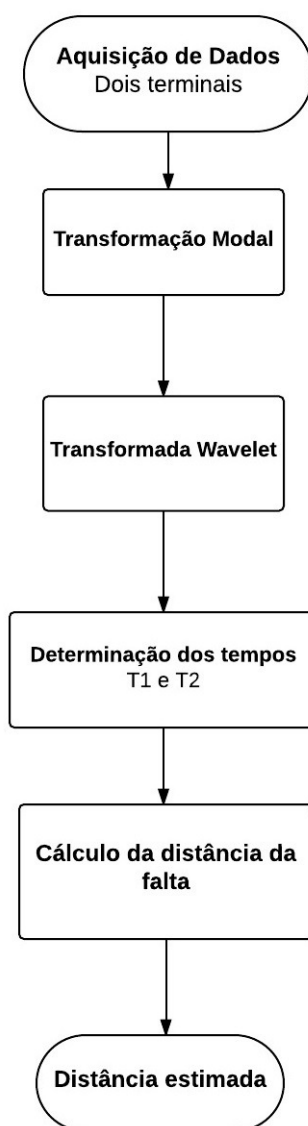 Aquisição de Dados
Dois terminais
Transformação Modal
Transformada Wavelet
Determinação dos tempos
T1 e T2
Cálculo da distância da
falta
Distância estimada